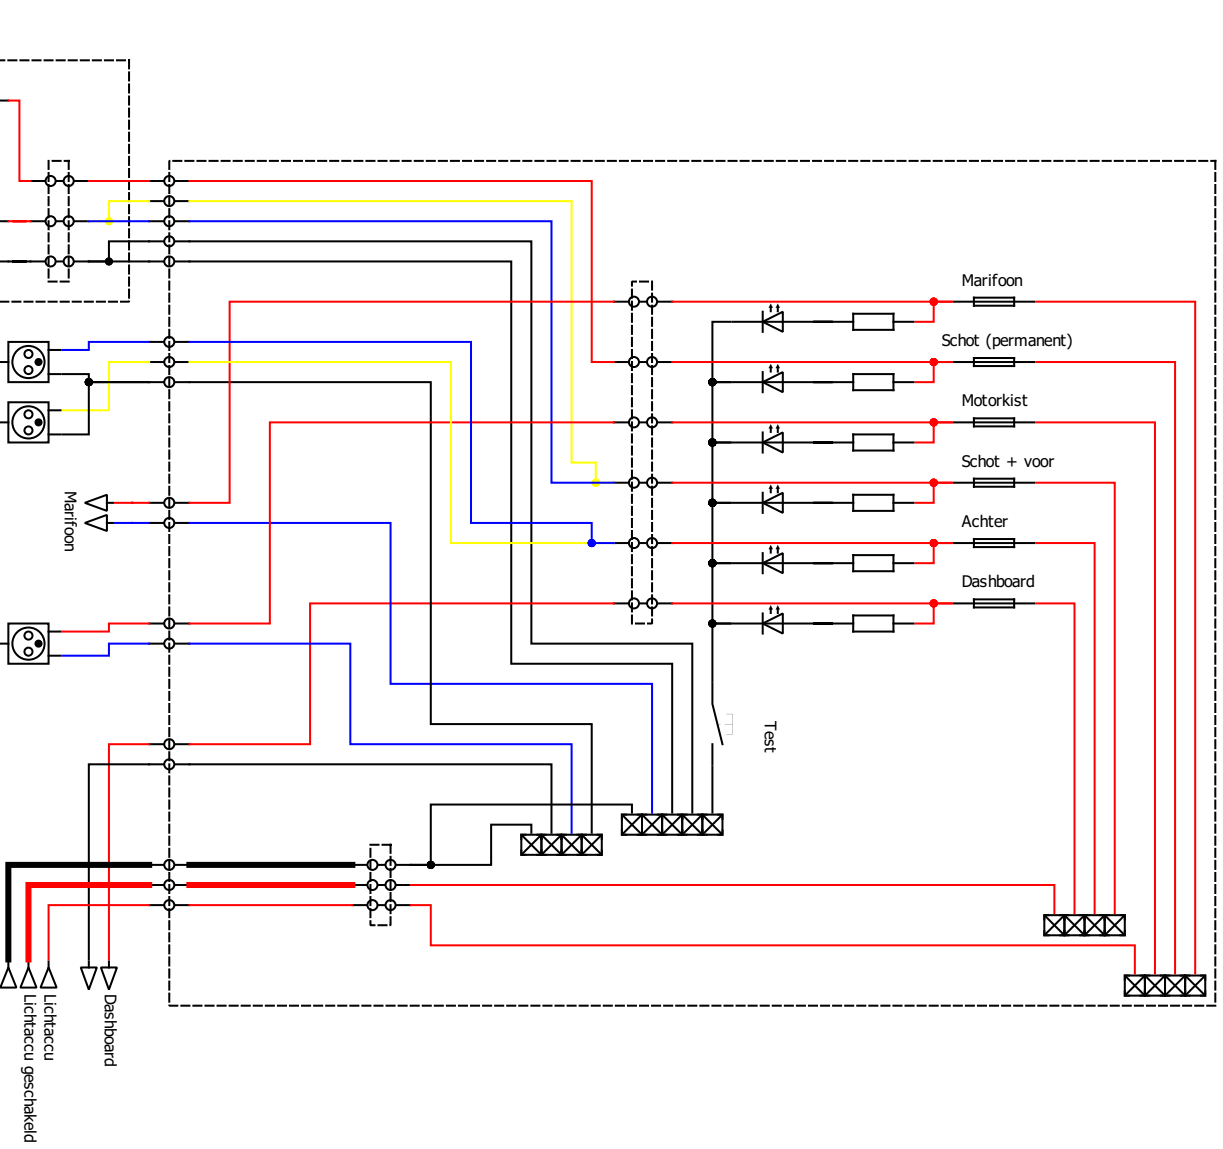 Marifoon
Schot (permanent)
Motorkist
Schot + voor
Achter
Dashboard
Marifoon
Test
Dashboard
Lichtaccu
Lichtaccu geschakeld